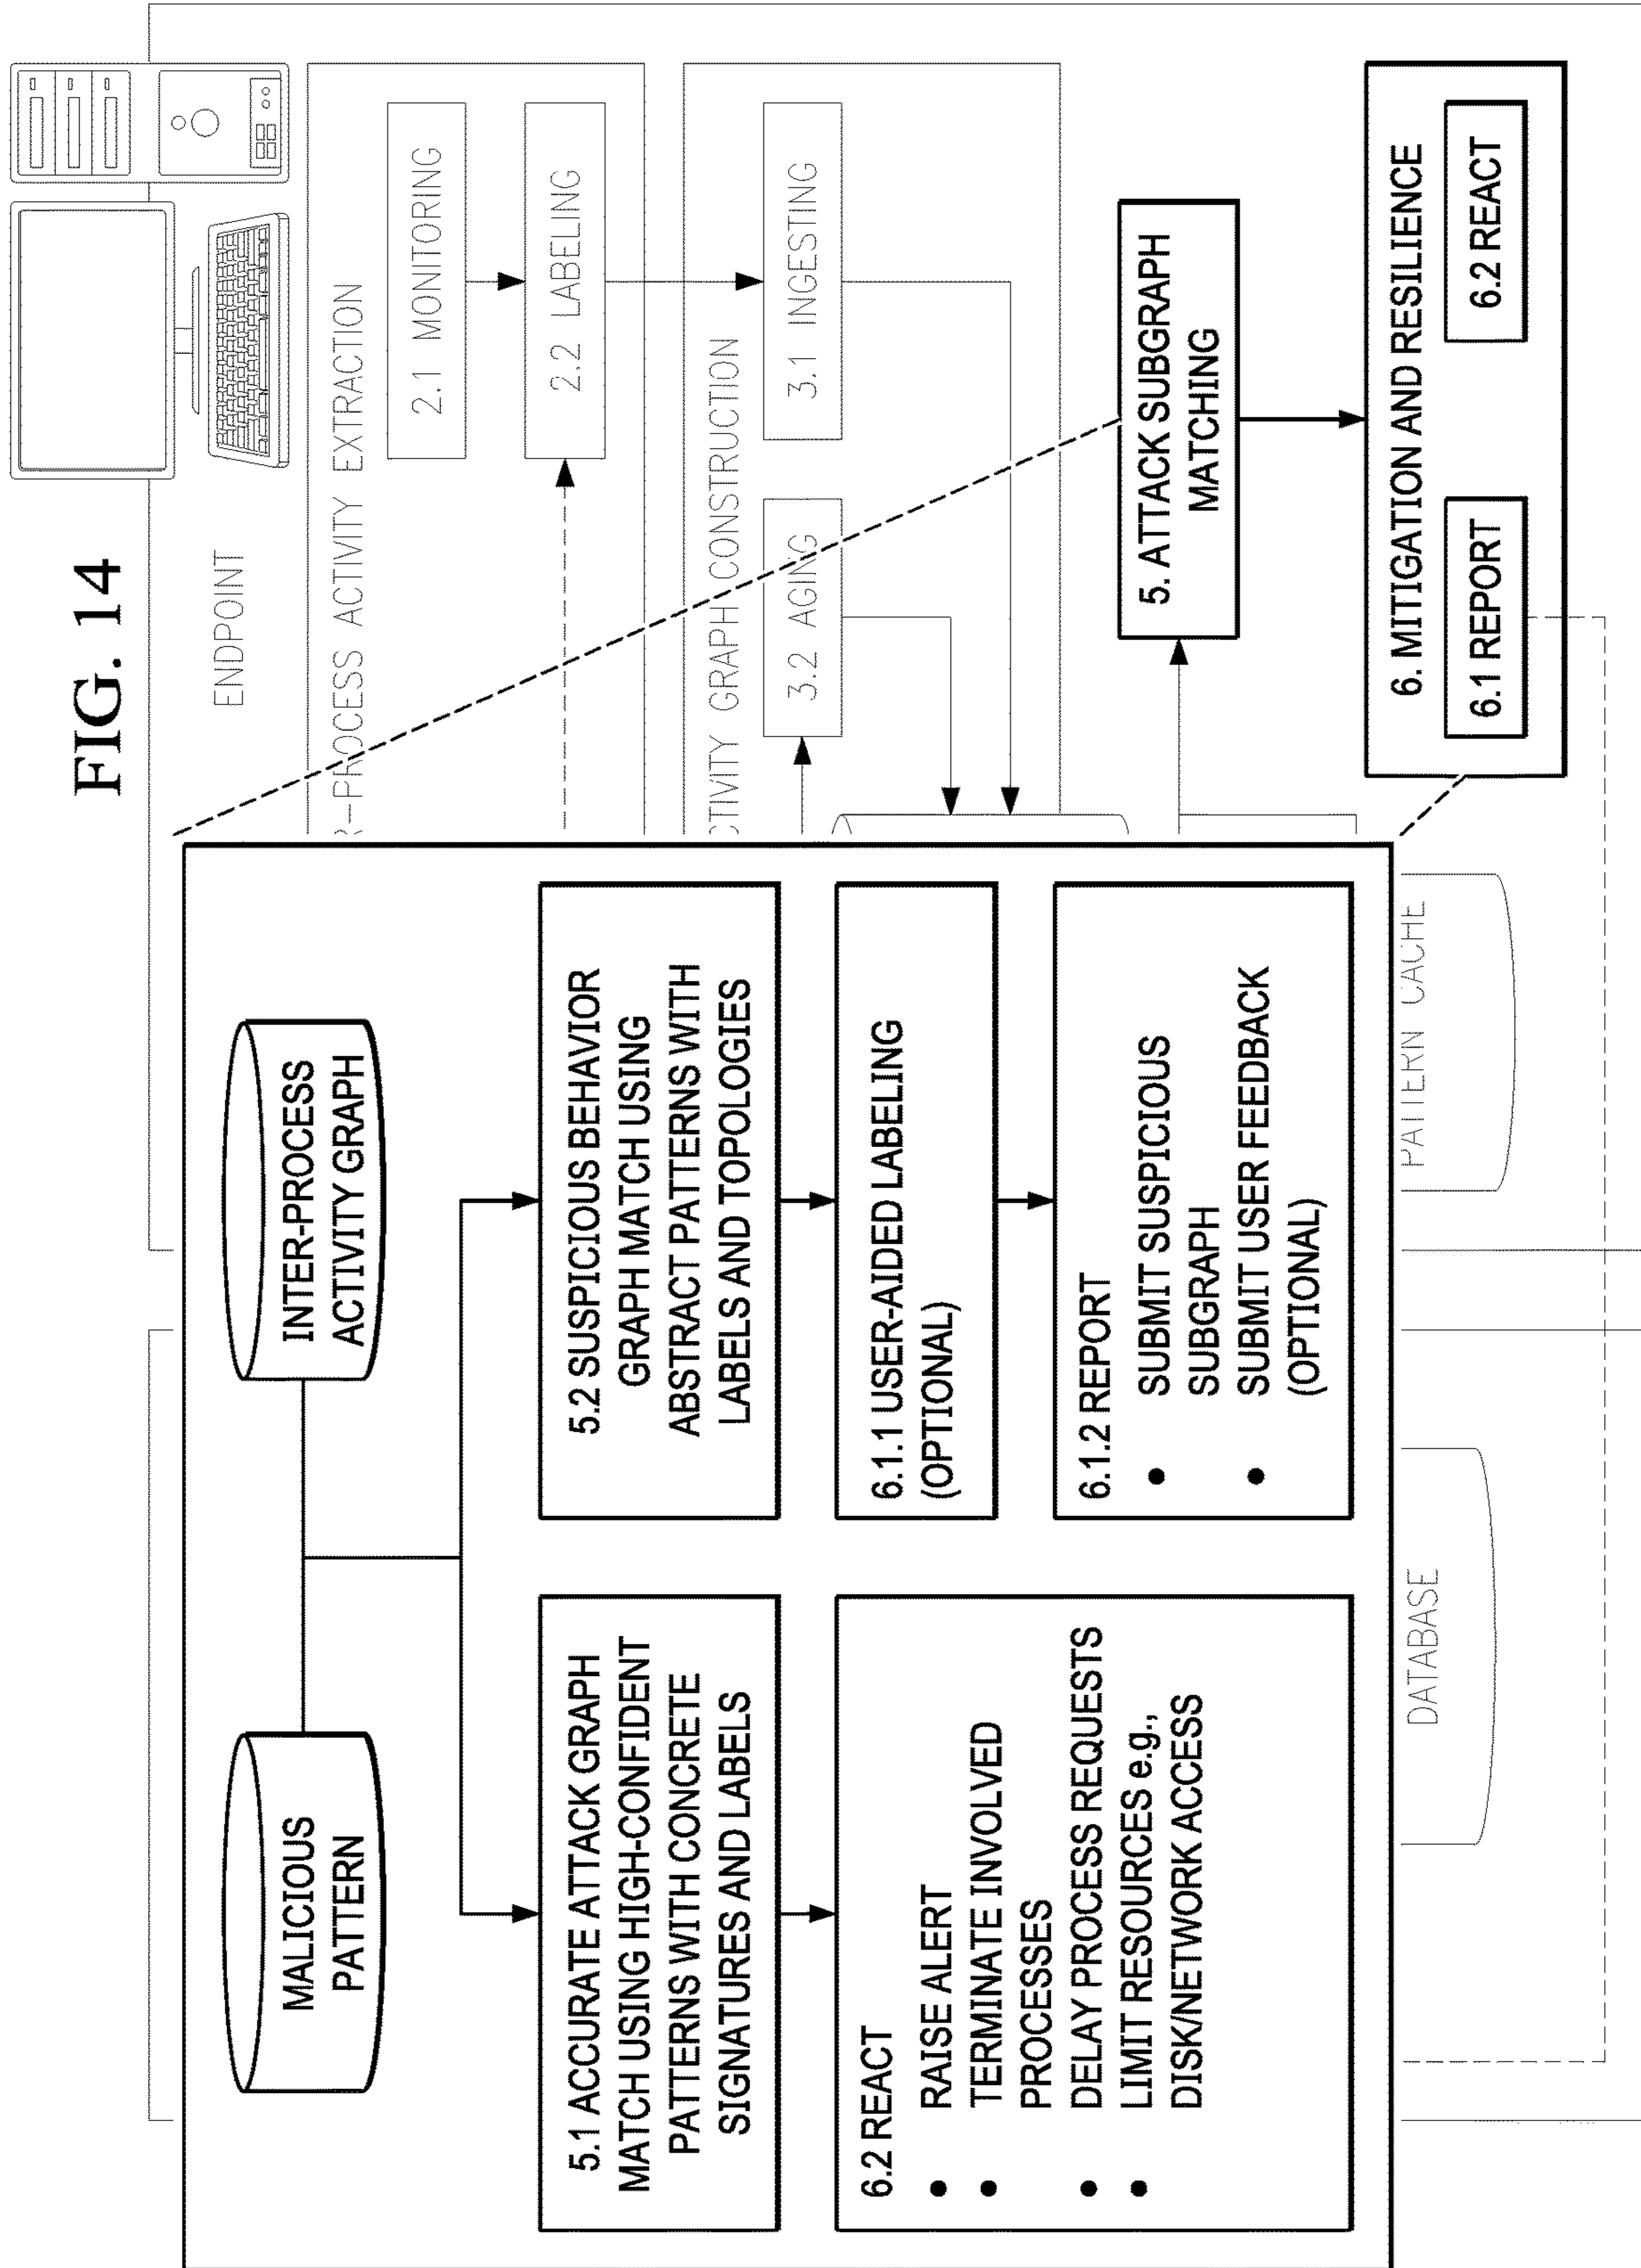 FIG. 14
ENDPOINT
R-PROCESS ACTIVITY EXTRACTION
2.1 MONITORING
2.2 LABELING
CTIVITY GRAPH CONSTRUCTION
3.2 AGING
3.1 INGESTING
5. ATTACK SUBGRAPH
MATCHING
6. MITIGATION AND RESILIENCE
6.1 REPORT
6.2 REACT
MALICIOUS
PATTERN
INTER-PROCESS
ACTIVITY GRAPH
5.1 ACCURATE ATTACK GRAPH
MATCH USING HIGH-CONFIDENT
PATTERNS WITH CONCRETE
SIGNATURES AND LABELS
5.2 SUSPICIOUS BEHAVIOR
GRAPH MATCH USING
ABSTRACT PATTERNS WITH
LABELS AND TOPOLOGIES
6.2 REACT
• RAISE ALERT
• TERMINATE INVOLVED
PROCESSES
• DELAY PROCESS REQUESTS
• LIMIT RESOURCES e.g.,
DISK/NETWORK ACCESS
6.1.1 USER-AIDED LABELING
(OPTIONAL)
6.1.2 REPORT
• SUBMIT SUSPICIOUS
SUBGRAPH
• SUBMIT USER FEEDBACK
(OPTIONAL)
DATABASE
PATTERN CACHE